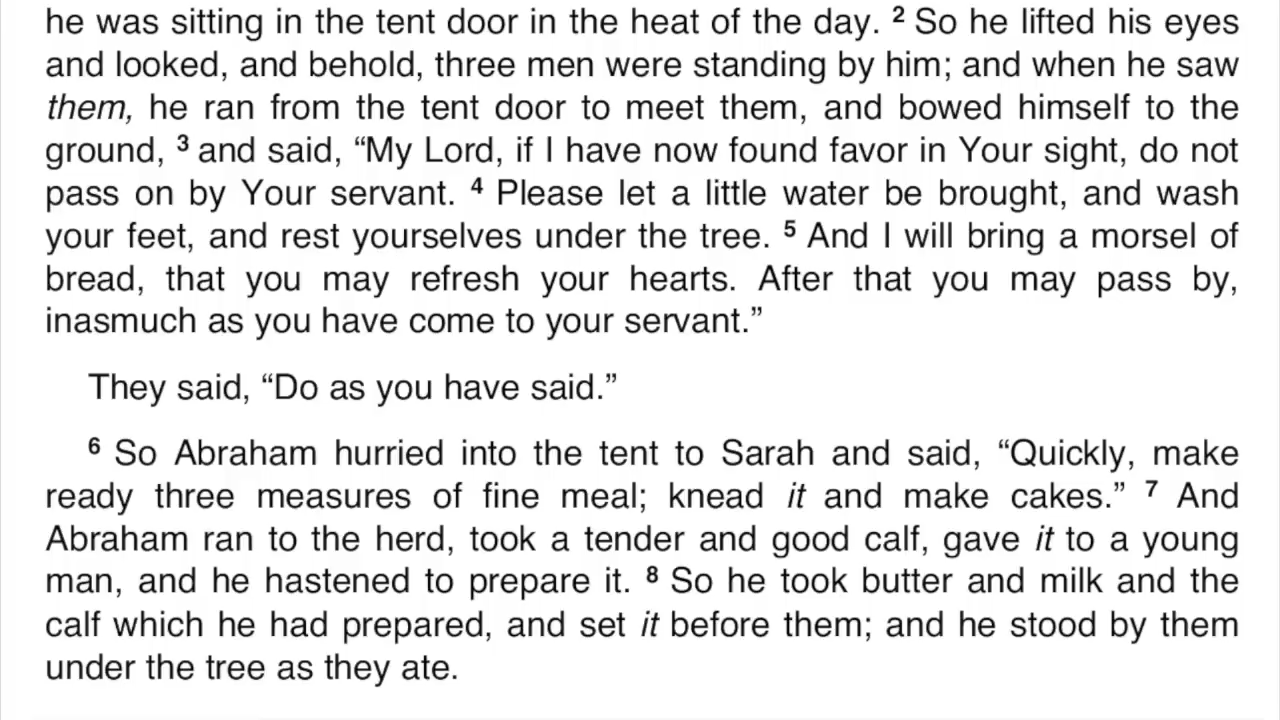 he was sitting in the tent door in the heat of the day. 2 So he lifted his eyes
and looked, and behold, three men were standing by him; and when he saw
them, he ran from the tent door to meet them, and bowed himself to the
ground, 3 and said, “My Lord, if I have now found favor in Your sight, do not
pass on by Your servant. 4 Please let a little water be brought, and wash
your feet, and rest yourselves under the tree. 5 And I will bring a morsel of
bread, that you may refresh your hearts. After that you may pass by,
inasmuch as you have come to your servant.”
They said, “Do as you have said.”
6 So Abraham hurried into the tent to Sarah and said, “Quickly, make
ready three measures of fine meal; knead it and make cakes.” 7 And
Abraham ran to the herd, took a tender and good calf, gave it to a young
man, and he hastened to prepare it. 8 So he took butter and milk and the
calf which he had prepared, and set it before them; and he stood by them
under the tree as they ate.